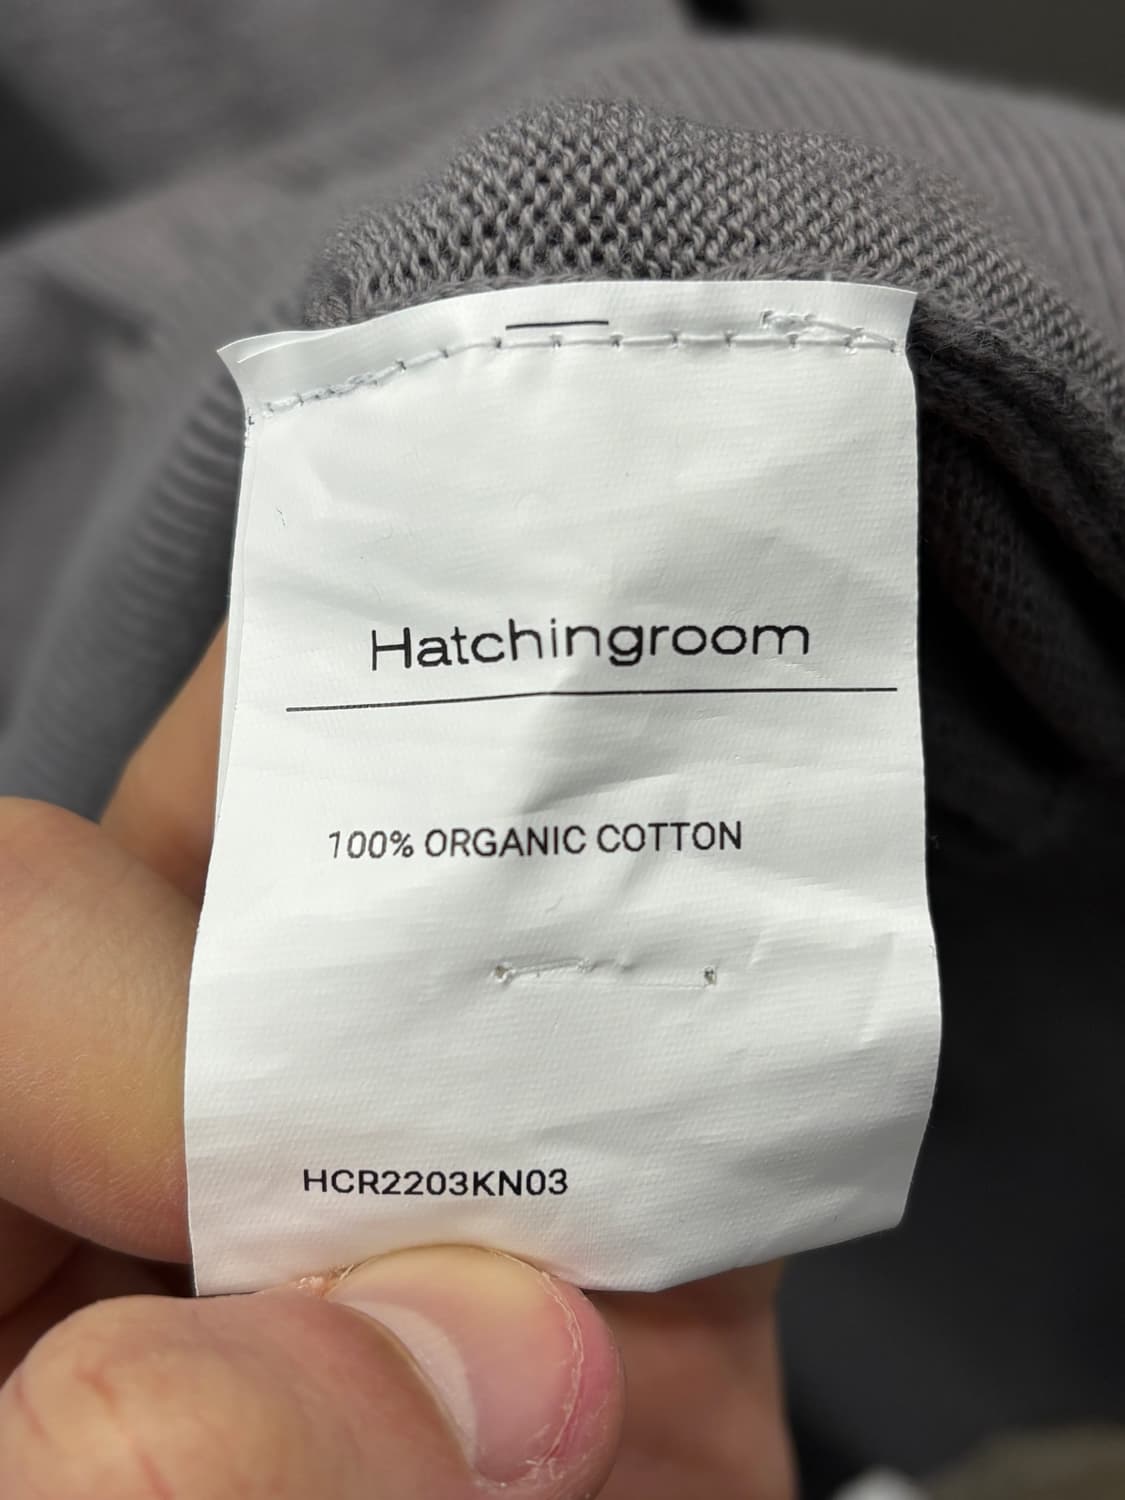 Hatchingroom
100% ORGANIC COTTON
HCR2203KN03